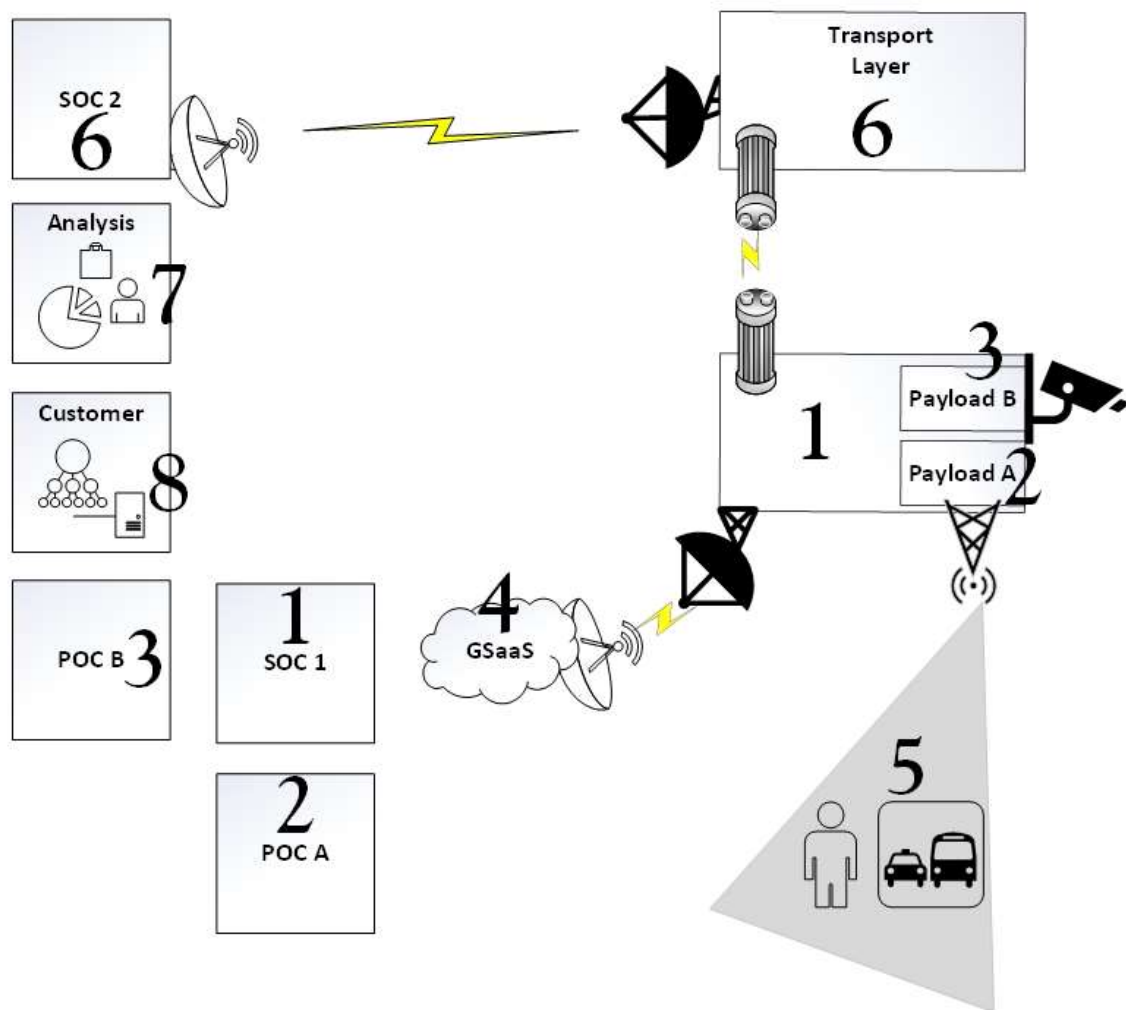 SOC 2
6
Transport
Layer
6
Analysis
7
3
Payload B
1
Payload A
2
Customer
8
4
GSaaS
1
SOC 1
POC B
3
5
2
POC A